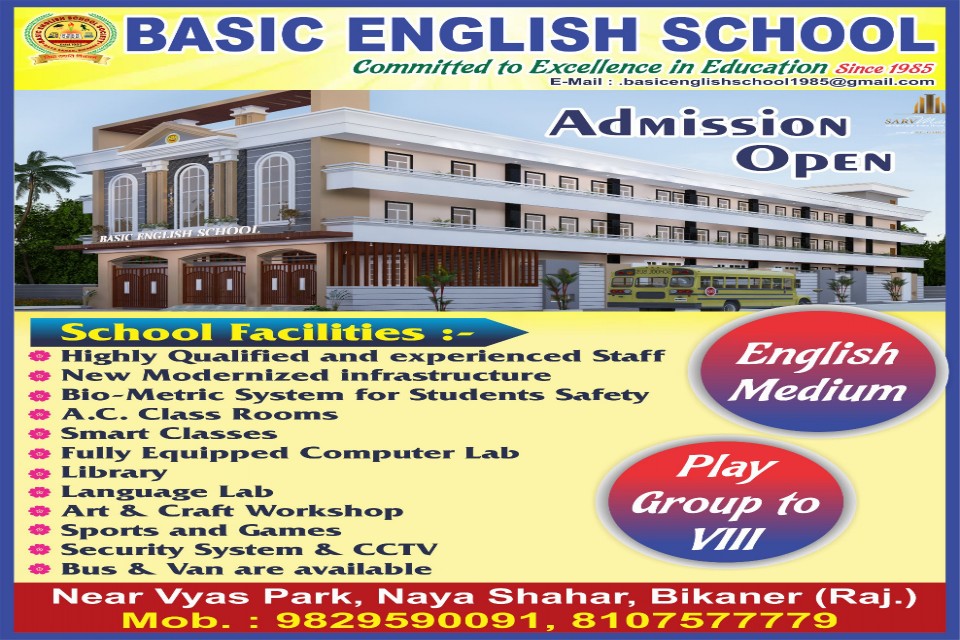 BASIC ENGLISH SCHOOL
Committed to Excellence in Education Since 1985
E-Mail : .basicenglishschool1985@gmail.com
Admission
Open
BASIC ENGLISH SCHOOL
School Facilities :-
Highly Qualified and experienced Staff
New Modernized infrastructure
Bio-Metric System for Students Safety
A.C. Class Rooms
Smart Classes
Fully Equipped Computer Lab
Library
Language Lab
Art & Craft Workshop
Sports and Games
Security System & CCTV
Bus & Van are available
English
Medium
Play
Group to
VIII
Near Vyas Park, Naya Shahar, Bikaner (Raj.)
Mob. : 9829590091, 8107577779